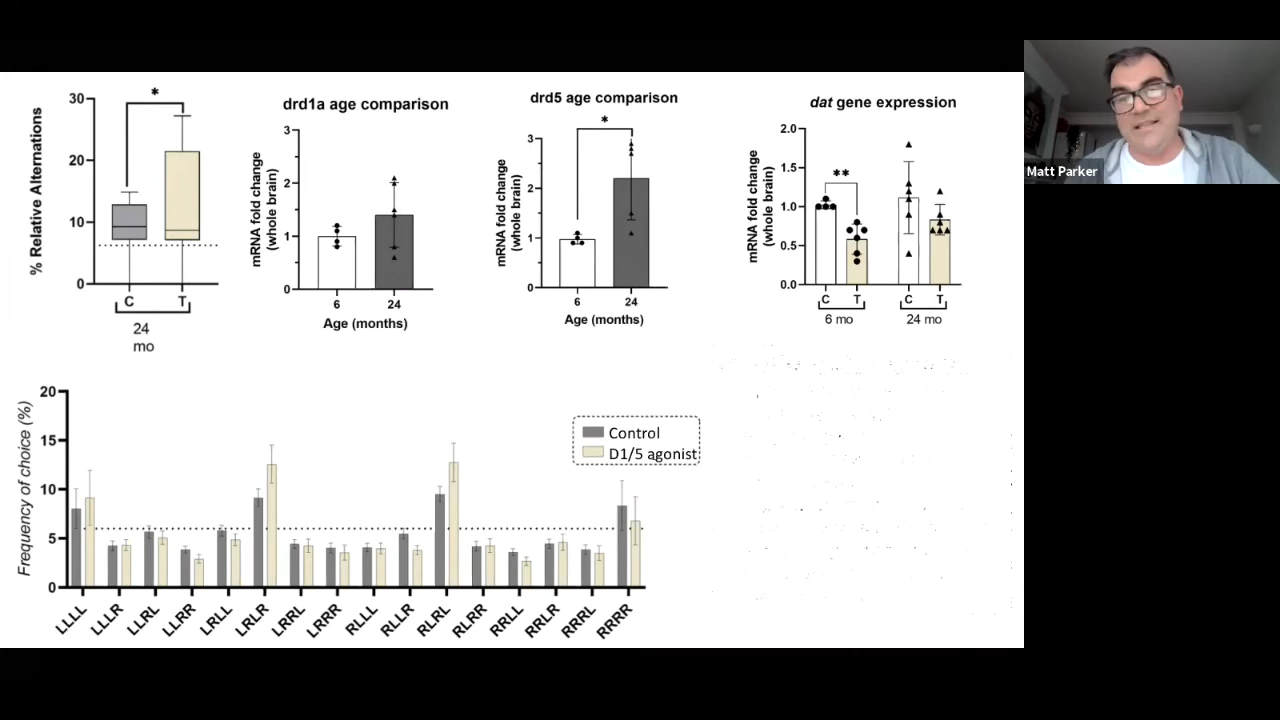 % Relative Alternations
30
20
10
0
*
C
T
24
mo
drd1a age comparison
mRNA fold change
(whole brain)
3
2
1
0
6
24
Age (months)
drd5 age comparison
mRNA fold change
(whole brain)
3
2
1
0
*
6
24
Age (months)
dat gene expression
mRNA fold change
(whole brain)
2.0
1.5
1.0
0.5
0.0
**
C
T
C
T
6 mo
24 mo
Matt Parker
Frequency of choice (%)
20
15
10
5
0
Control
D1/5 agonist
LLLL
LLLR
LLRL
LLRR
LRLL
LRLR
LRRL
LRRR
RLLL
RLLR
RLRL
RLRR
RRLL
RRLR
RRRL
RRRR